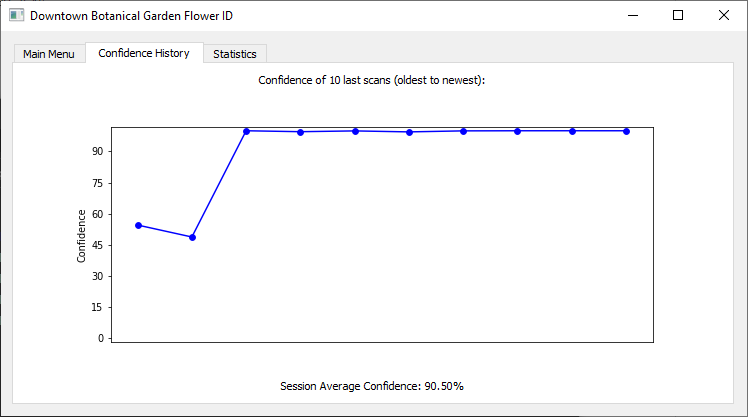 Downtown Botanical Garden Flower ID
Main Menu
Confidence History
Statistics
Confidence of 10 last scans (oldest to newest):
90
75
60
45
30
15
0
Confidence
Session Average Confidence: 90.50%